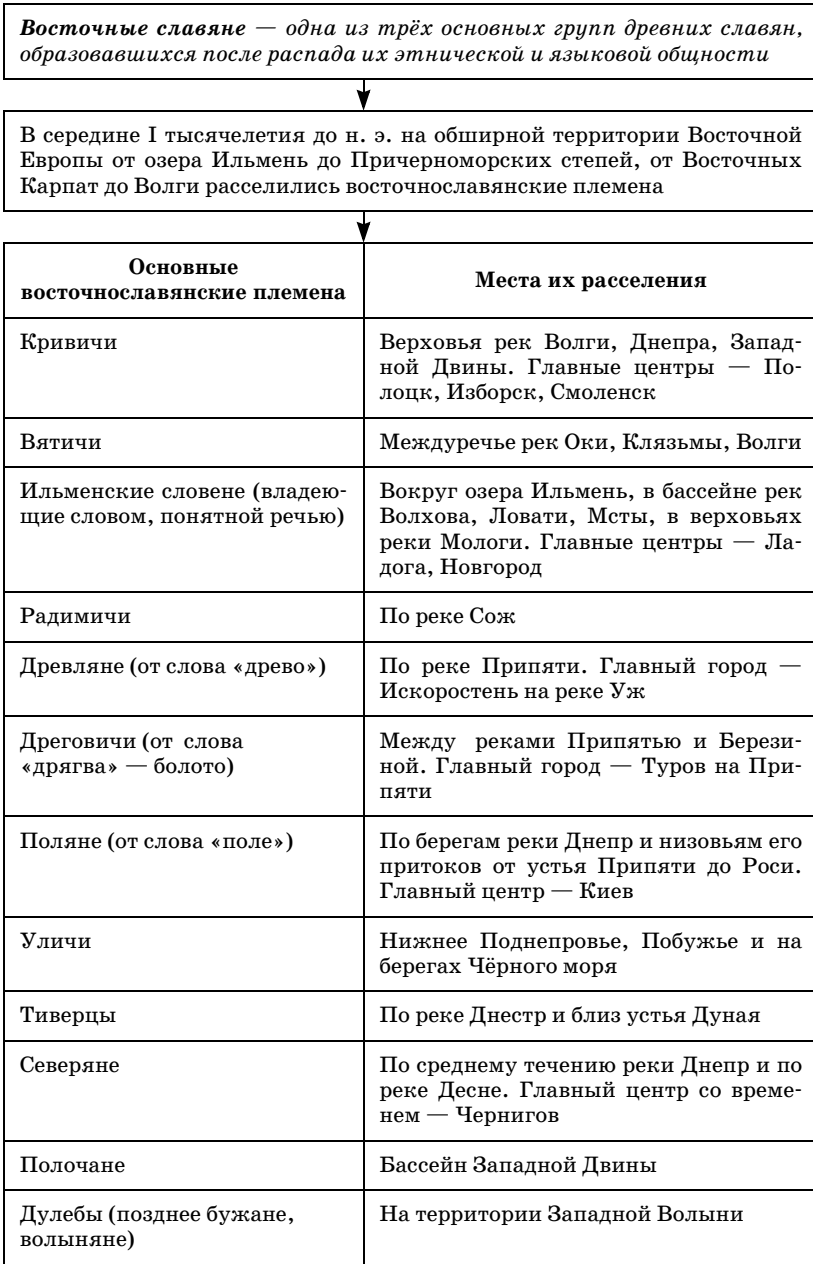 Восточные славяне — одна из трёх основных групп древних славян,
образовавшихся после распада их этнической и языковой общности
В середине I тысячелетия до н. э. на обширной территории Восточной
Европы от озера Ильмень до Причерноморских степей, от Восточных
Карпат до Волги расселились восточнославянские племена
Основные
восточнославянские племена
Места их расселения
Кривичи
Верховья рек Волги, Днепра, Запад-
ной Двины. Главные центры — По-
лоцк, Изборск, Смоленск
Вятичи
Междуречье рек Оки, Клязьмы, Волги
Ильменские словене (владею-
щие словом, понятной речью)
Вокруг озера Ильмень, в бассейне рек
Волхова, Ловати, Мсты, в верховьях
реки Мологи. Главные центры — Ла-
дога, Новгород
Радимичи
По реке Сож
Древляне (от слова «древо»)
По реке Припяти. Главный город —
Искоростень на реке Уж
Дреговичи (от слова
«дрягва» — болото)
Между реками Припятью и Берези-
ной. Главный город — Туров на При-
пяти
Поляне (от слова «поле»)
По берегам реки Днепр и низовьям его
притоков от устья Припяти до Роси.
Главный центр — Киев
Уличи
Нижнее Поднепровье, Побужье и на
берегах Чёрного моря
Тиверцы
По реке Днестр и близ устья Дуная
Северяне
По среднему течению реки Днепр и по
реке Десне. Главный центр со време-
нем — Чернигов
Полочане
Бассейн Западной Двины
Дулебы (позднее бужане,
волыняне)
На территории Западной Волыни